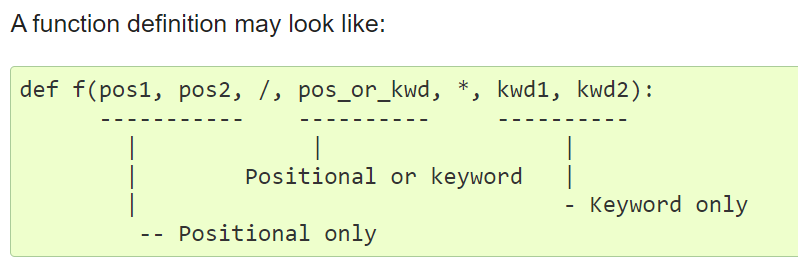 A function definition may look like:
def f(pos1, pos2, /, pos_or_kwd, *, kwd1, kwd2):
      -----------     ----------     ----------
        |             |                  |
        |        Positional or keyword   |
        |                                - Keyword only
         -- Positional only